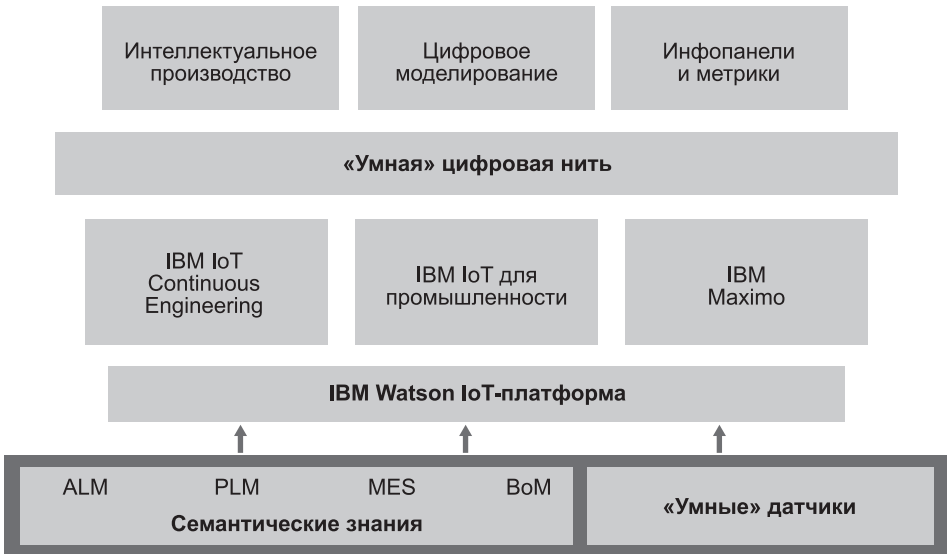 Интеллектуальное
производство
Цифровое
моделирование
Инфопанели
и метрики
«Умная» цифровая нить
IBM IoT
Continuous
Engineering
IBM IoT для
промышленности
IBM
Maximo
IBM Watson IoT-платформа
ALM PLM MES BoM
Семантические знания
«Умные» датчики